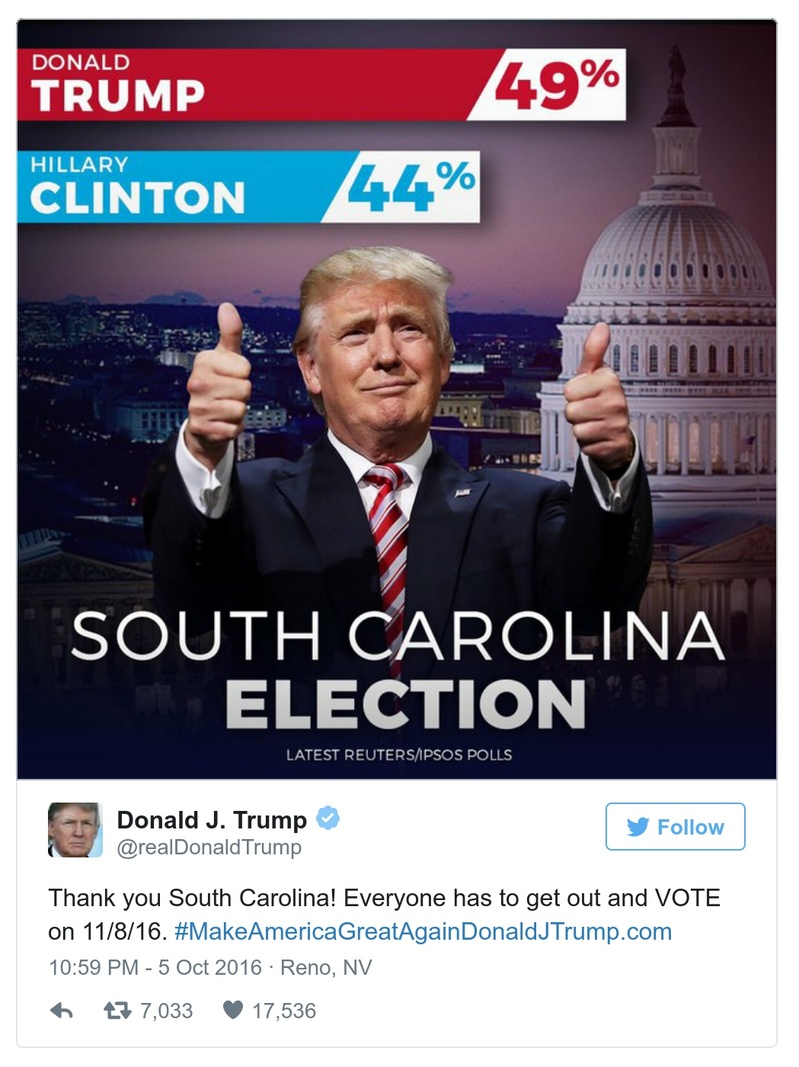 DONALD
TRUMP
49%
HILLARY
CLINTON
44%
SOUTH CAROLINA
ELECTION
LATEST REUTERS/IPSOS POLLS
Donald J. Trump
@realDonaldTrump
Follow
Thank you South Carolina! Everyone has to get out and VOTE
on 11/8/16. #MakeAmericaGreatAgainDonaldJTrump.com
10:59 PM - 5 Oct 2016 · Reno, NV
7,033 17,536